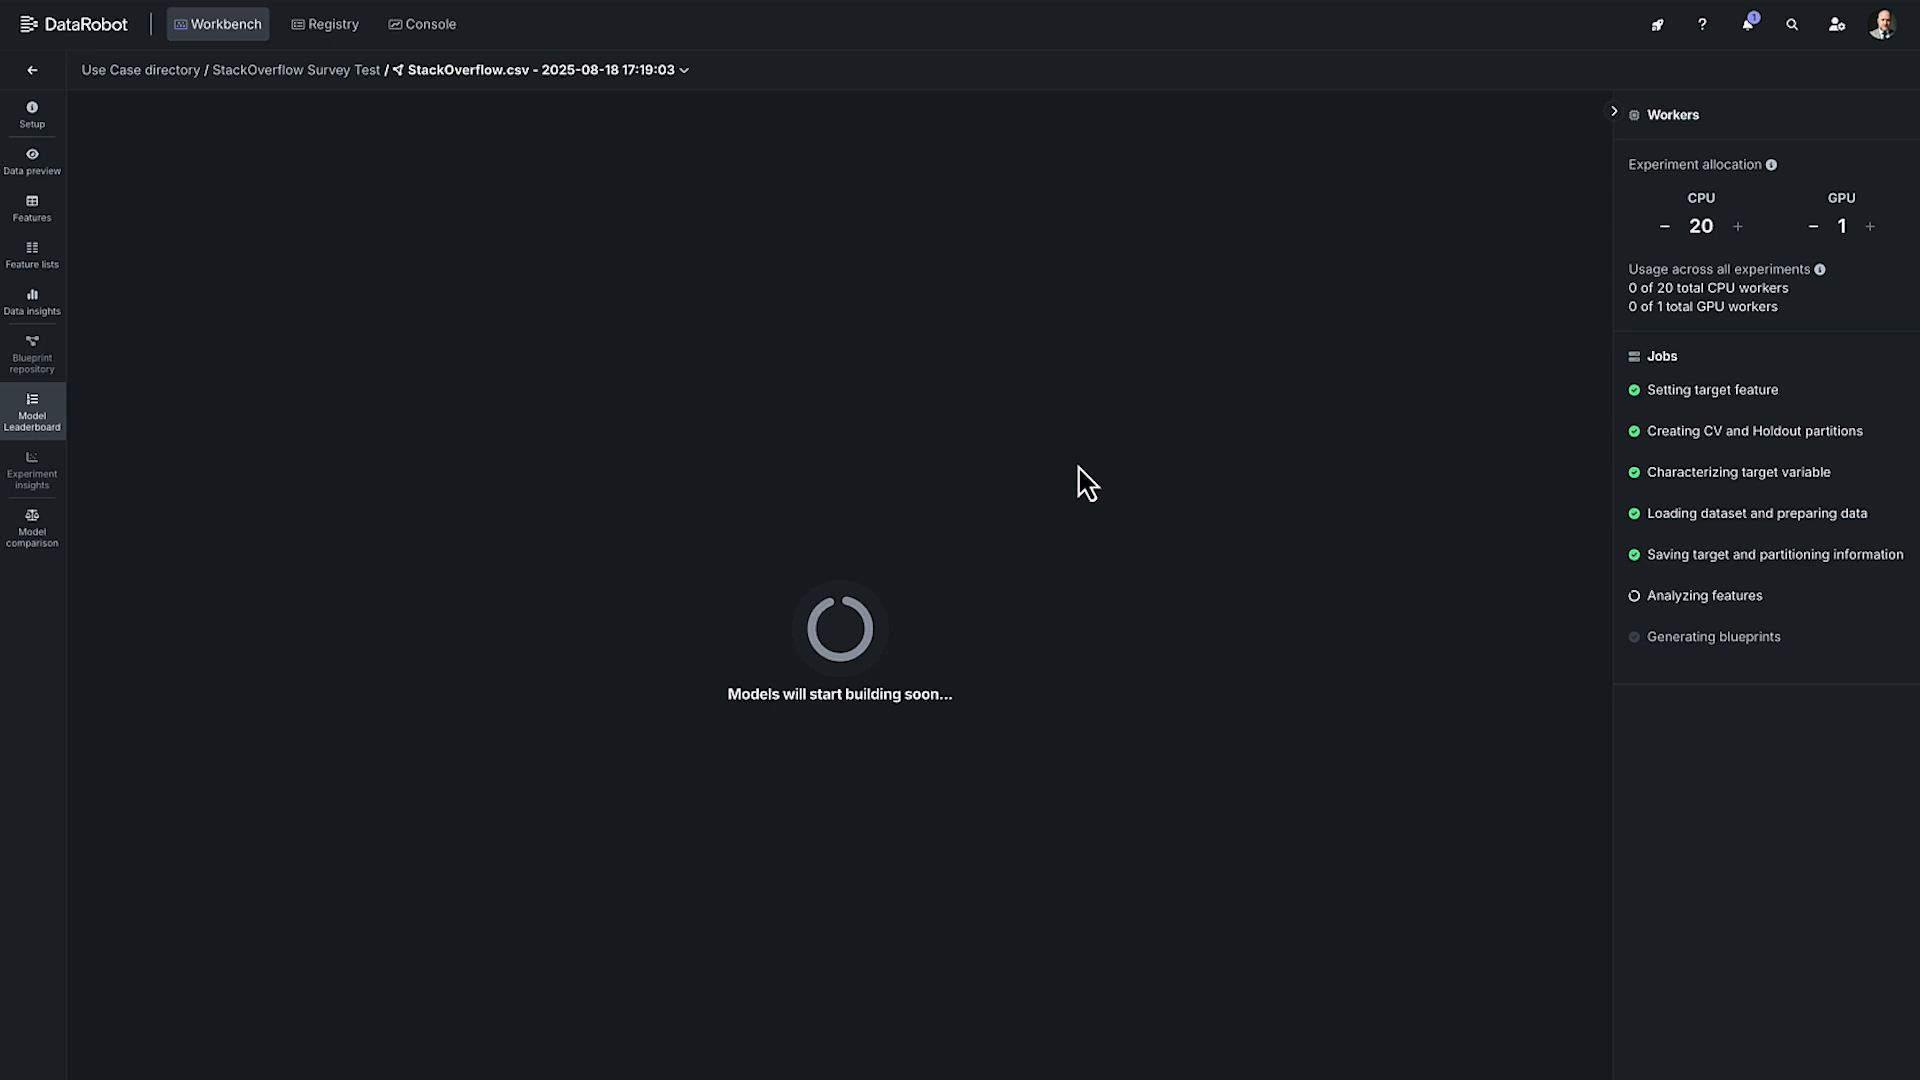 DataRobot
Workbench
Registry
Console
1
Use Case directory / StackOverflow Survey Test / StackOverflow.csv - 2025-08-18 17:19:03
Setup
Data preview
Features
Feature lists
Data insights
Blueprint
repository
Model
Leaderboard
Experiment
insights
Model
comparison
Models will start building soon...
Workers
Experiment allocation
CPU
GPU
− 20 +
− 1 +
Usage across all experiments
0 of 20 total CPU workers
0 of 1 total GPU workers
Jobs
Setting target feature
Creating CV and Holdout partitions
Characterizing target variable
Loading dataset and preparing data
Saving target and partitioning information
Analyzing features
Generating blueprints